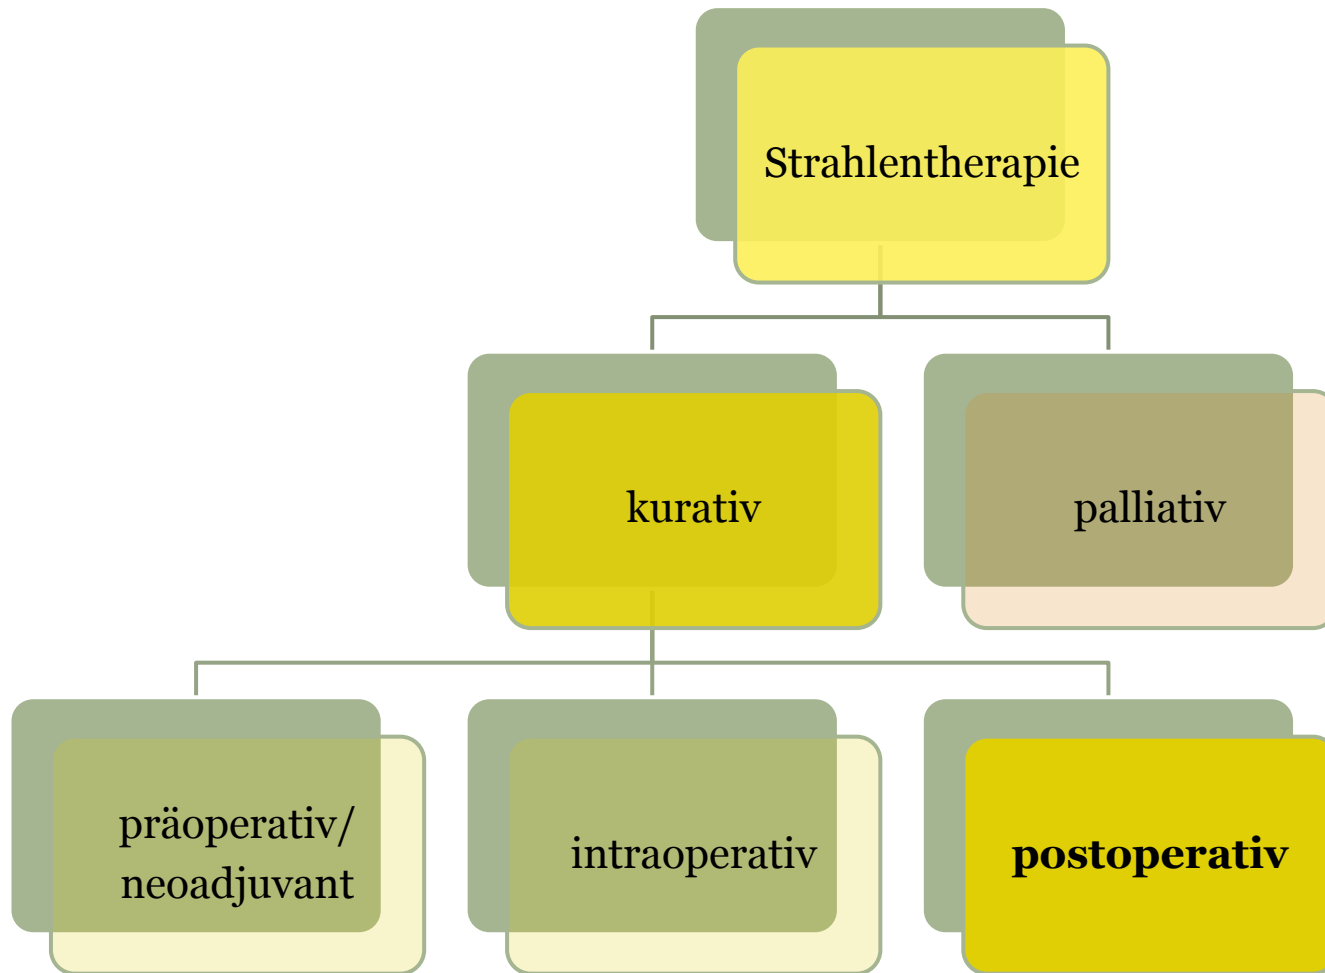 Strahlentherapie
kurativ
palliativ
präoperativ/
neoadjuvant
intraoperativ
postoperativ